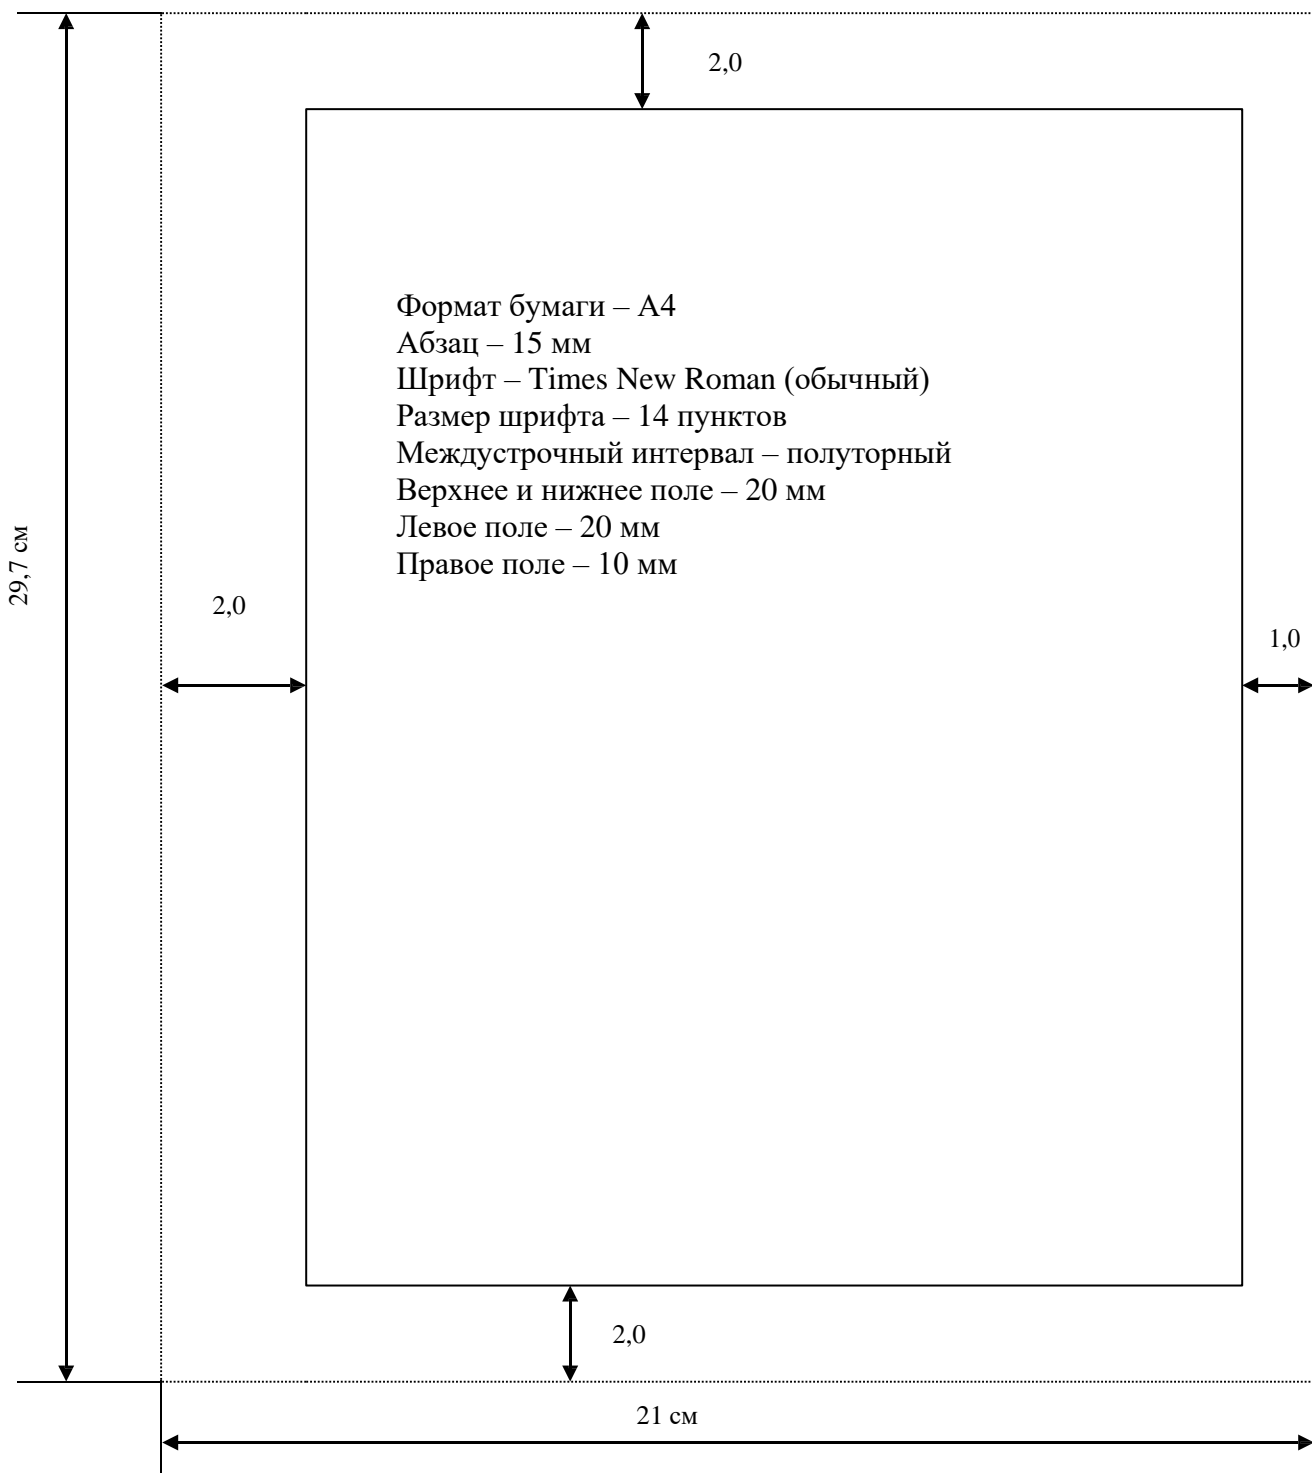 2,0
Формат бумаги – А4
Абзац – 15 мм
Шрифт – Times New Roman (обычный)
Размер шрифта – 14 пунктов
Междустрочный интервал – полуторный
Верхнее и нижнее поле – 20 мм
Левое поле – 20 мм
Правое поле – 10 мм
29,7 см
2,0
1,0
2,0
21 см